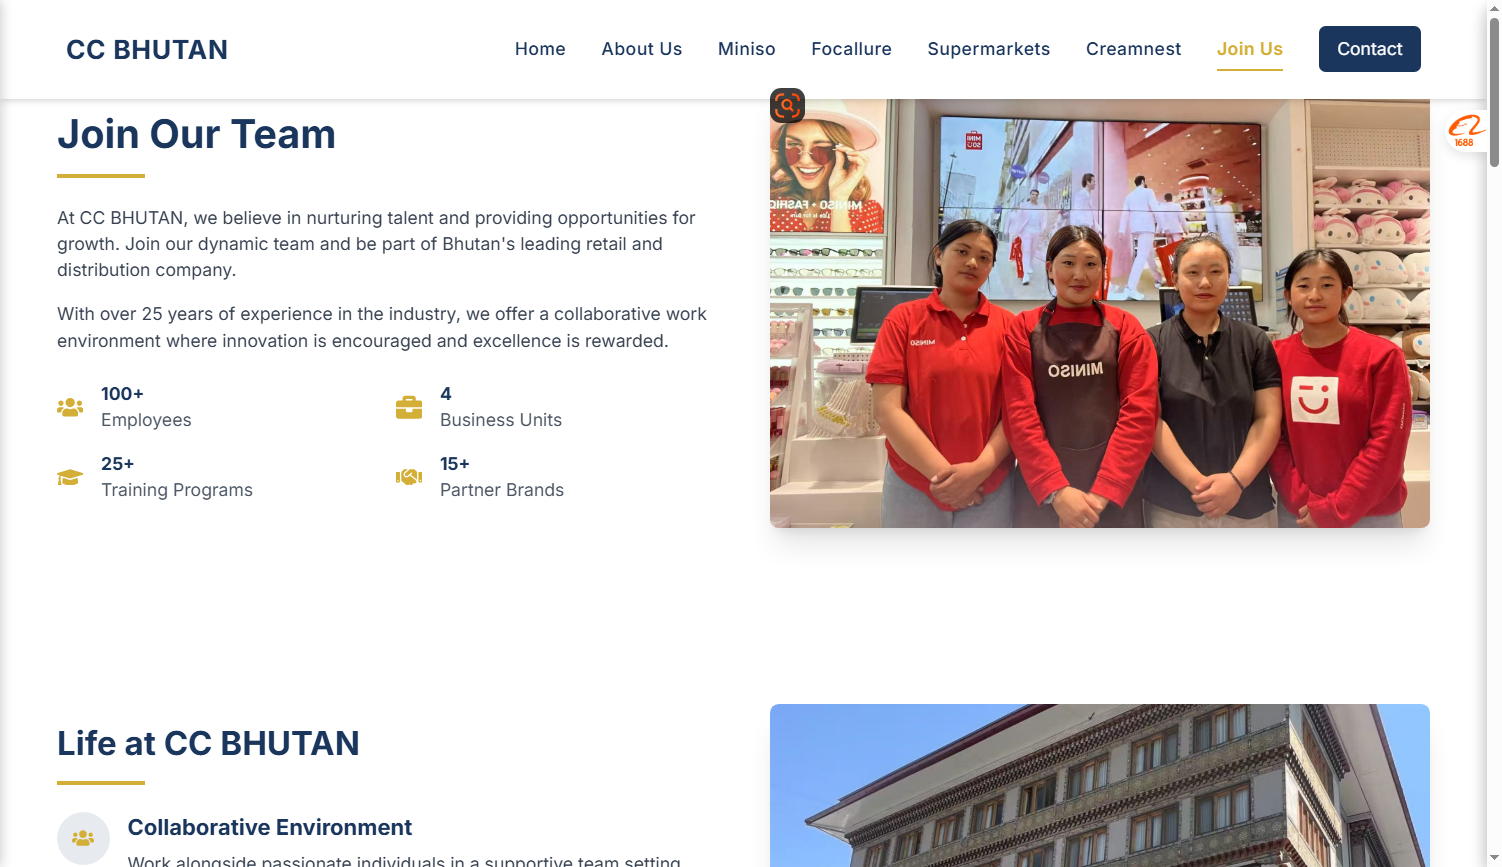 CC BHUTAN
Home
About Us
Miniso
Focallure
Supermarkets
Creamnest
Join Us
Contact
Join Our Team
At CC BHUTAN, we believe in nurturing talent and providing opportunities for
growth. Join our dynamic team and be part of Bhutan's leading retail and
distribution company.
With over 25 years of experience in the industry, we offer a collaborative work
environment where innovation is encouraged and excellence is rewarded.
100+
Employees
4
Business Units
25+
Training Programs
15+
Partner Brands
1688
MINI
SO
MINISO + FASHIO
MINISO
MINISO
Life at CC BHUTAN
Collaborative Environment
Work alongside passionate individuals in a supportive team setting